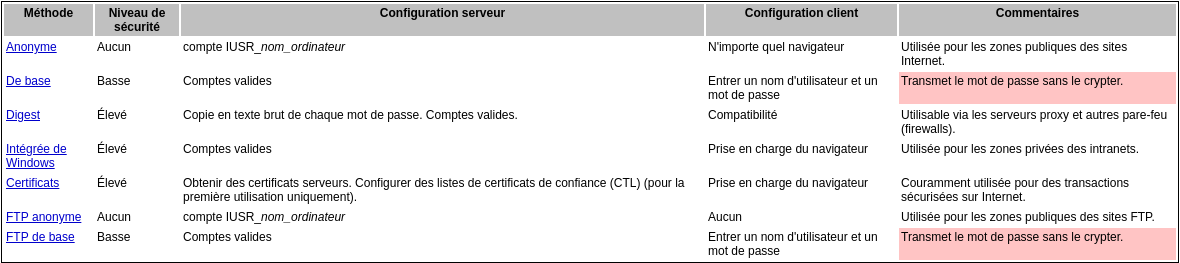 Méthode
Niveau de
sécurité
Configuration serveur
Configuration client
Commentaires
Anonyme
Aucun
compte IUSR_nom_ordinateur
N'importe quel navigateur
Utilisée pour les zones publiques des sites
Internet.
De base
Basse
Comptes valides
Entrer un nom d'utilisateur et un
mot de passe
Transmet le mot de passe sans le crypter.
Digest
Élevé
Copie en texte brut de chaque mot de passe. Comptes valides.
Compatibilité
Utilisable via les serveurs proxy et autres pare-feu
(firewalls).
Intégrée de
Windows
Élevé
Comptes valides
Prise en charge du navigateur
Utilisée pour les zones privées des intranets.
Certificats
Élevé
Obtenir des certificats serveurs. Configurer des listes de certificats de confiance (CTL) (pour la
première utilisation uniquement).
Prise en charge du navigateur
Couramment utilisée pour des transactions
sécurisées sur Internet.
FTP anonyme
Aucun
compte IUSR_nom_ordinateur
Aucun
Utilisée pour les zones publiques des sites FTP.
FTP de base
Basse
Comptes valides
Entrer un nom d'utilisateur et un
mot de passe
Transmet le mot de passe sans le crypter.